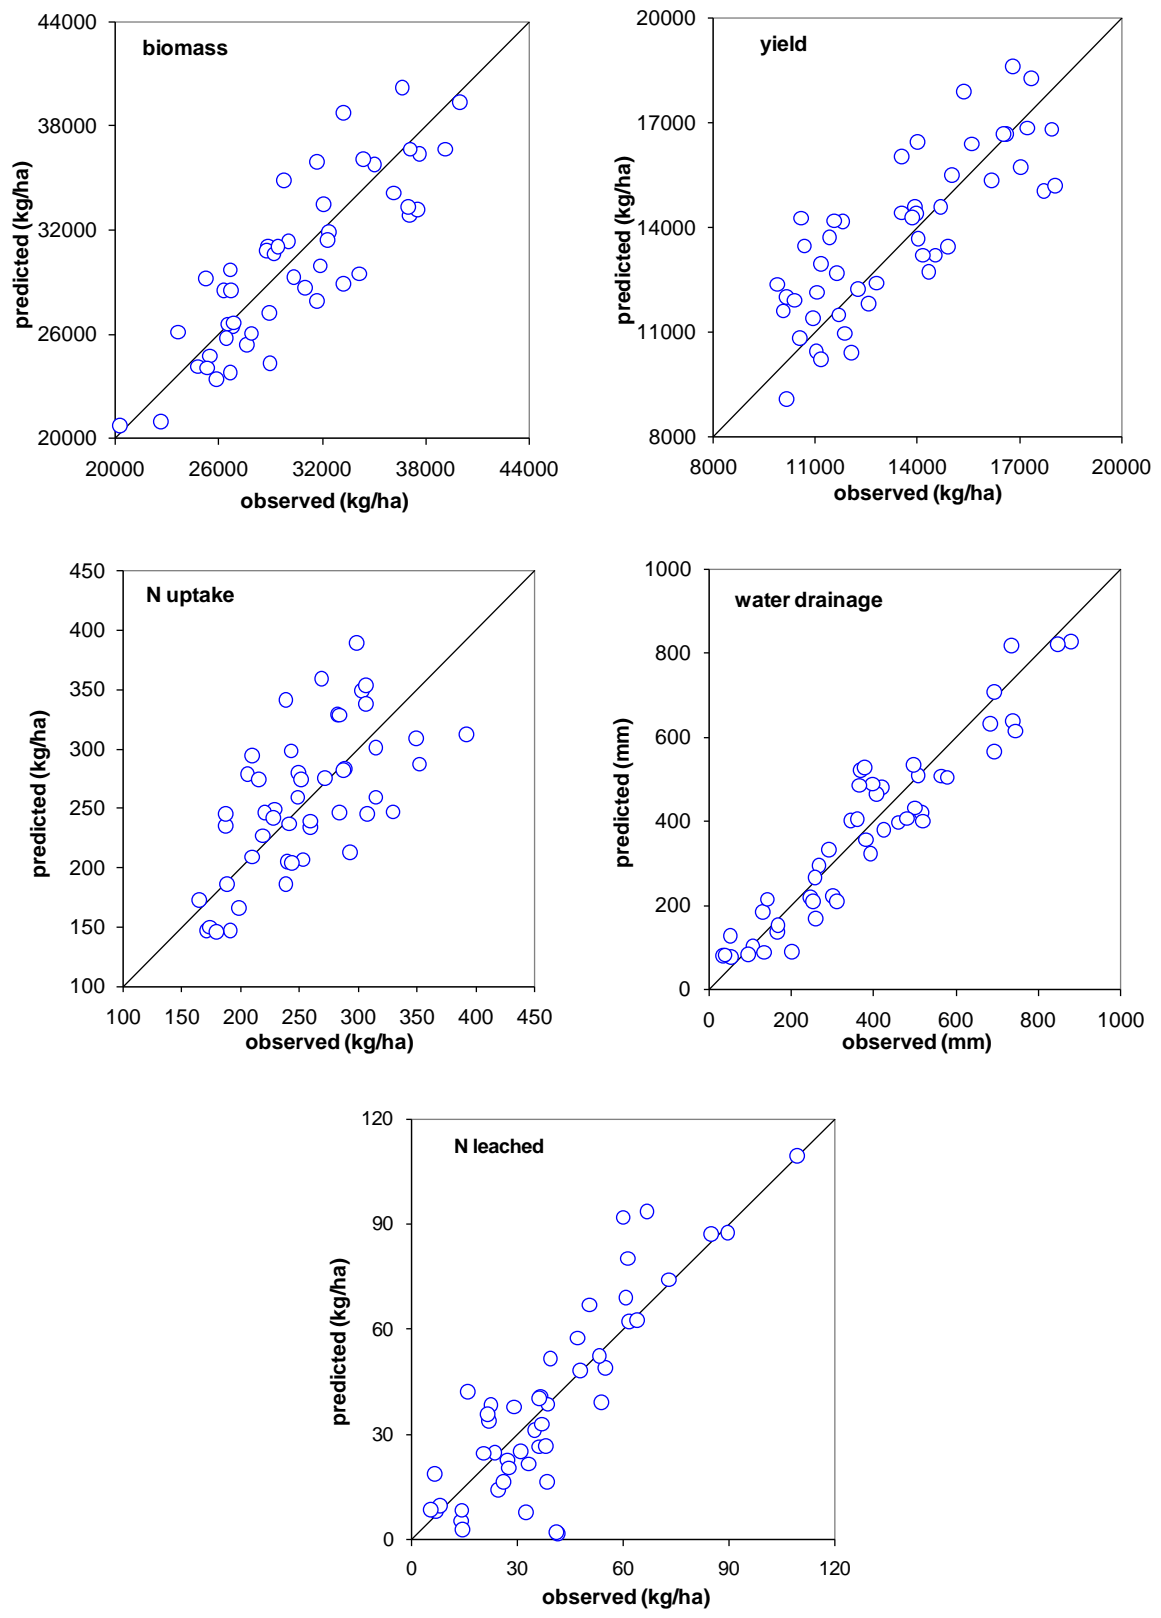 biomass
44000
38000
32000
26000
20000
predicted (kg/ha)
20000 26000 32000 38000 44000
observed (kg/ha)
yield
20000
17000
14000
11000
8000
predicted (kg/ha)
8000 11000 14000 17000 20000
observed (kg/ha)
N uptake
450
400
350
300
250
200
150
100
predicted (kg/ha)
100 150 200 250 300 350 400 450
observed (kg/ha)
water drainage
1000
800
600
400
200
0
predicted (mm)
0 200 400 600 800 1000
observed (mm)
N leached
120
90
60
30
0
predicted (kg/ha)
0 30 60 90 120
observed (kg/ha)